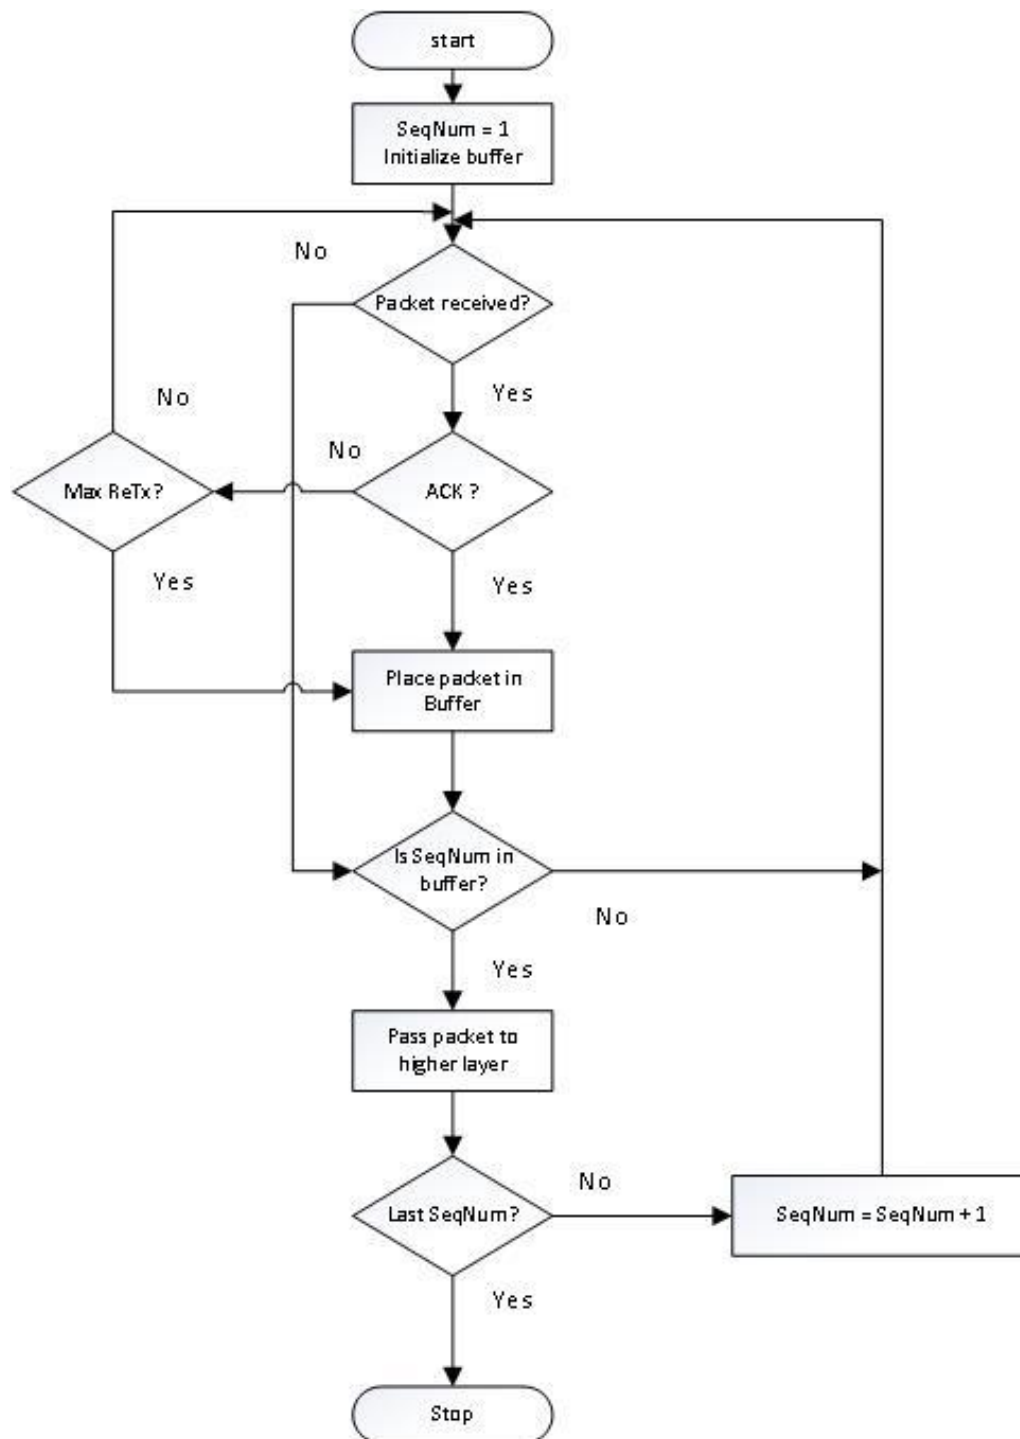 start
SeqNum = 1
Initialize buffer
No
Packet received?
Yes
No
No
Max ReTx?
ACK ?
Yes
Yes
Place packet in
Buffer
Is SeqNum in
buffer?
No
Yes
Pass packet to
higher layer
No
Last SeqNum?
SeqNum = SeqNum + 1
Yes
Stop